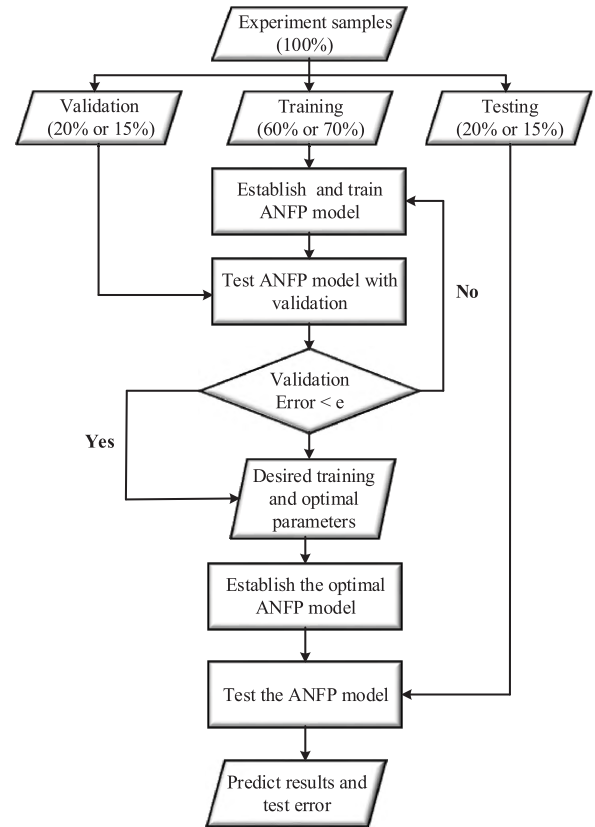 Experiment samples
(100%)
Validation
(20% or 15%)
Training
(60% or 70%)
Testing
(20% or 15%)
Establish and train
ANFP model
Test ANFP model with
validation
No
Validation
Error < e
Yes
Desired training
and optimal
parameters
Establish the optimal
ANFP model
Test the ANFP model
Predict results and
test error